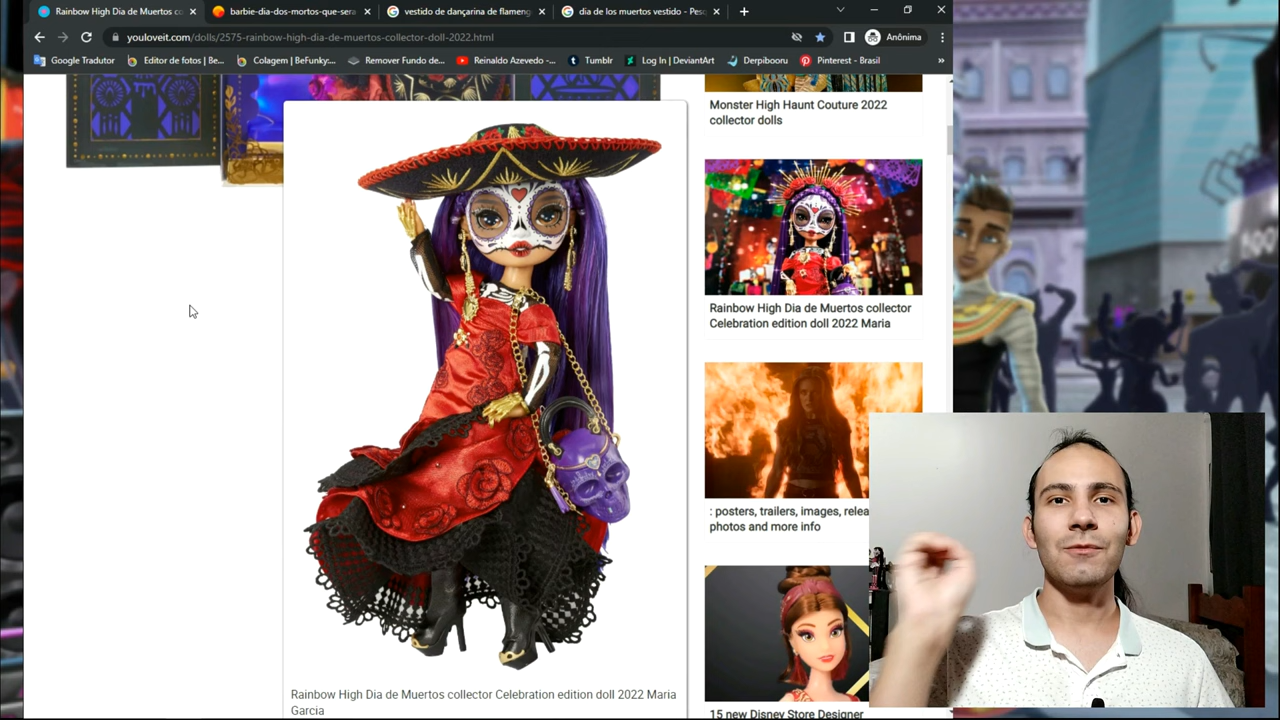 Rainbow High Dia de Muertos co
barbie-dia-dos-mortos-que-sera
vestido de dançarina de flameng
dia de los muertos vestido - Pesq
youloveit.com/dolls/2575-rainbow-high-dia-de-muertos-collector-doll-2022.html
Anônima
Google Tradutor
Editor de fotos | Be...
Colagem | BeFunky...
Remover Fundo de...
Reinaldo Azevedo -...
Tumblr
Log In | DeviantArt
Derpibooru
Pinterest - Brasil
Monster High Haunt Couture 2022
collector dolls
Rainbow High Dia de Muertos collector
Celebration edition doll 2022 Maria
: posters, trailers, images, relea
photos and more info
15 new Disney Store Designer
Rainbow High Dia de Muertos collector Celebration edition doll 2022 Maria
Garcia